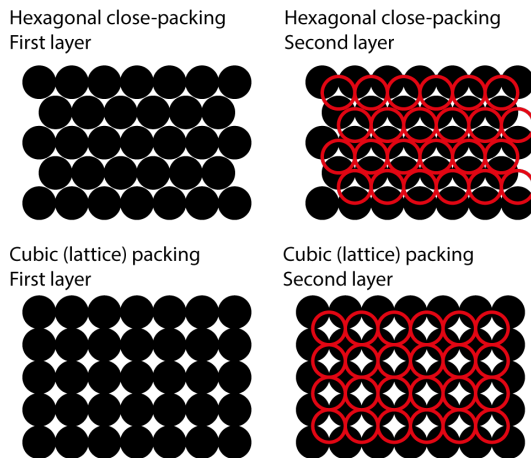 Hexagonal close-packing
First layer
Hexagonal close-packing
Second layer
Cubic (lattice) packing
First layer
Cubic (lattice) packing
Second layer